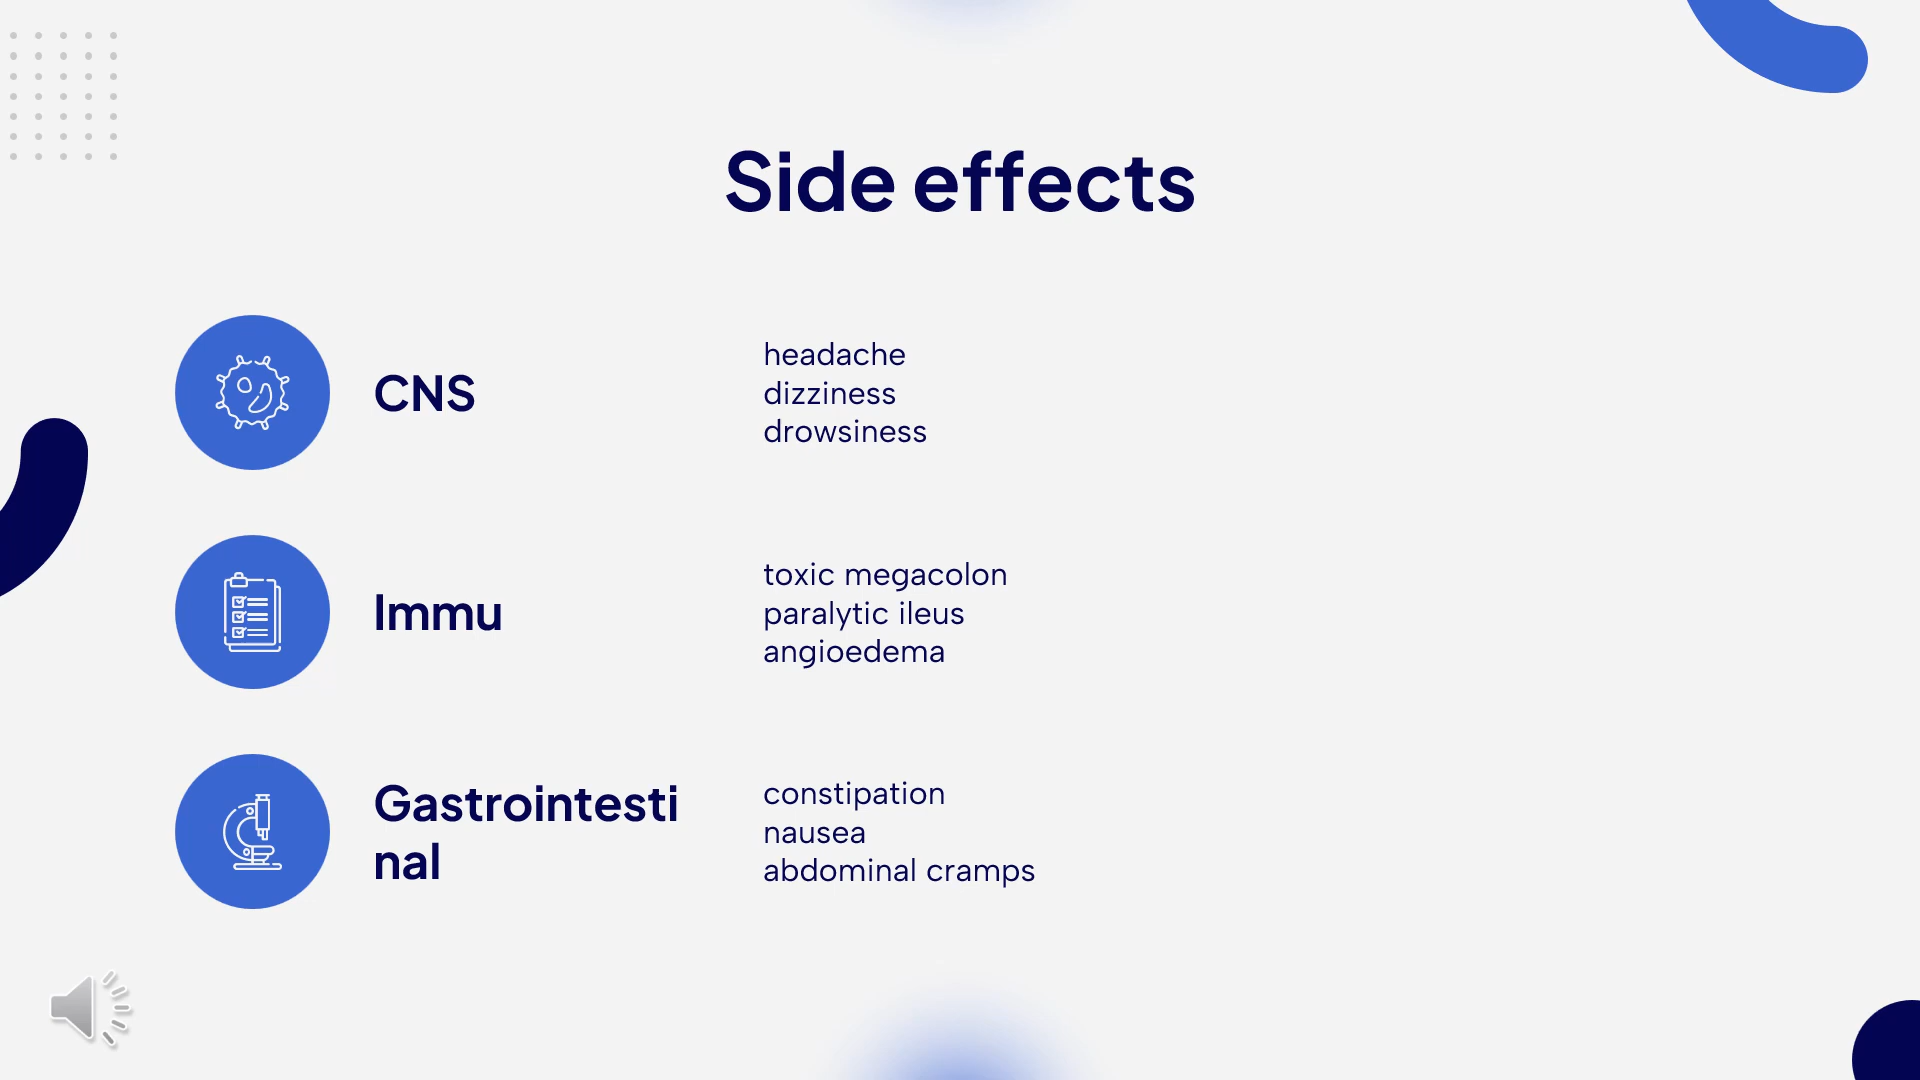 Side effects
CNS
headache
dizziness
drowsiness
Immu
toxic megacolon
paralytic ileus
angioedema
Gastrointesti
nal
constipation
nausea
abdominal cramps